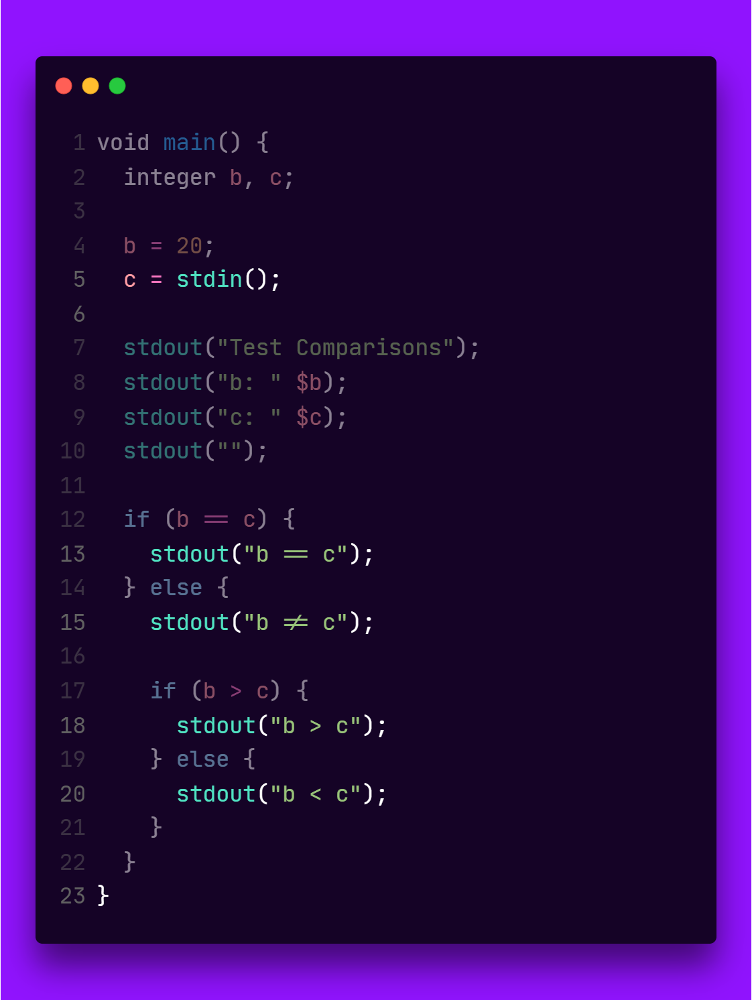 1 void main() {
2   integer b, c;
3
4   b = 20;
5   c = stdin();
6
7   stdout("Test Comparisons");
8   stdout("b: " $b);
9   stdout("c: " $c);
10   stdout("");
11
12   if (b == c) {
13     stdout("b == c");
14   } else {
15     stdout("b != c");
16
17     if (b > c) {
18       stdout("b > c");
19     } else {
20       stdout("b < c");
21     }
22   }
23 }